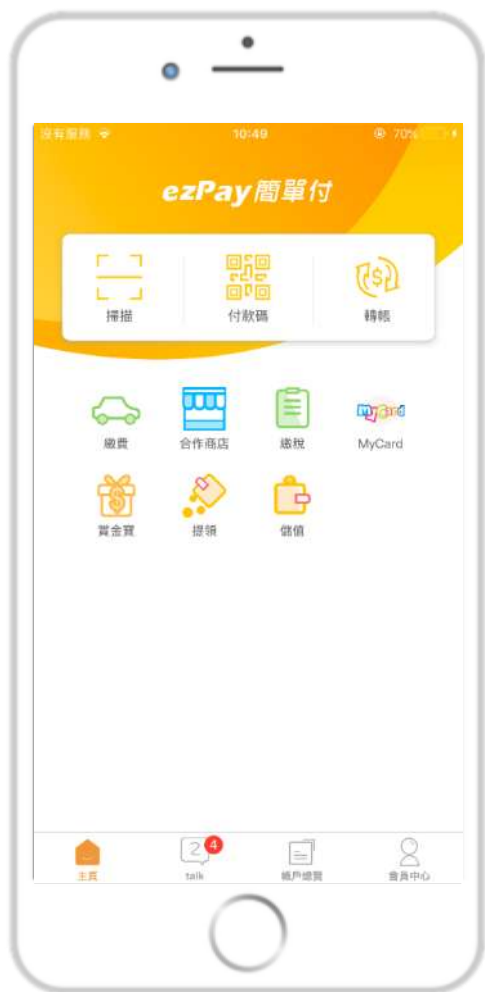 沒有服務 10:49 70%
ezPay簡單付
掃描 付款碼 轉帳
繳費 合作商店 繳稅 MyCard
賞金寶 提領 儲值
4
主頁 talk 帳戶總覽 會員中心